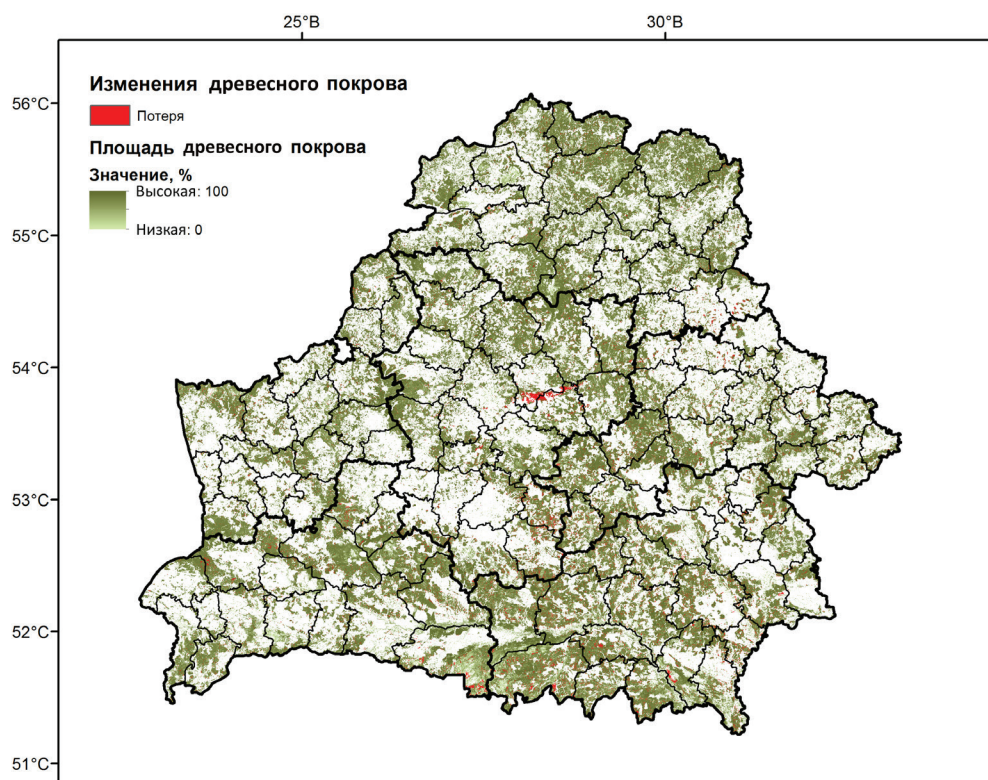 25°В 30°В
Изменения древесного покрова
56°С
Потеря
Площадь древесного покрова
Значение, %
Высокая: 100
Низкая: 0
55°С
54°С
53°С
52°С
51°С